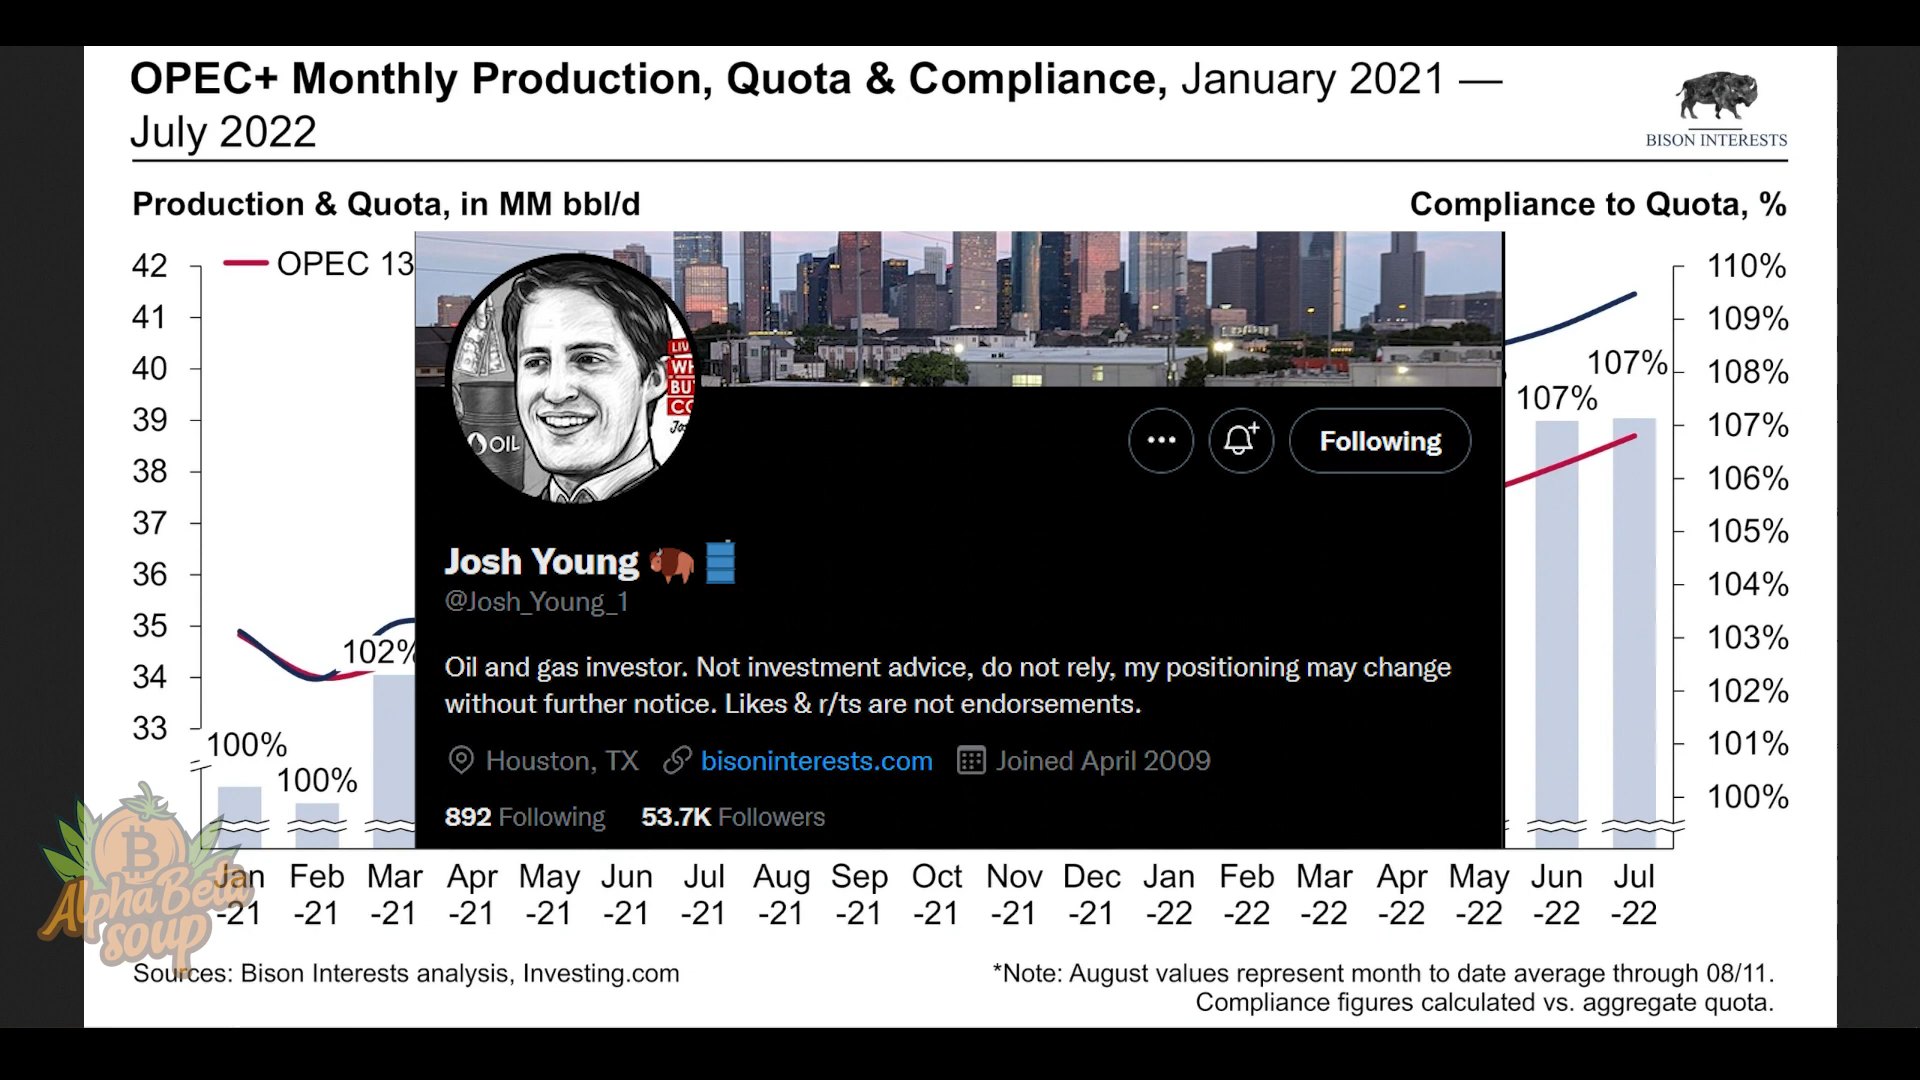 OPEC+ Monthly Production, Quota & Compliance, January 2021 —
July 2022
BISON INTERESTS
Production & Quota, in MM bbl/d
Compliance to Quota, %
42
41
40
39
38
37
36
35
34
33
OPEC 13
102%
100%
100%
OIL
Josh Young
@Josh_Young_1
Following
Oil and gas investor. Not investment advice, do not rely, my positioning may change
without further notice. Likes & r/ts are not endorsements.
Houston, TX bisoninterests.com Joined April 2009
892 Following 53.7K Followers
107%
107%
110%
109%
108%
107%
106%
105%
104%
103%
102%
101%
100%
Jan Feb Mar Apr May Jun Jul Aug Sep Oct Nov Dec Jan Feb Mar Apr May Jun Jul
-21 -21 -21 -21 -21 -21 -21 -21 -21 -21 -21 -21 -22 -22 -22 -22 -22 -22 -22
AlphaBeta
soup
Sources: Bison Interests analysis, Investing.com
*Note: August values represent month to date average through 08/11.
Compliance figures calculated vs. aggregate quota.